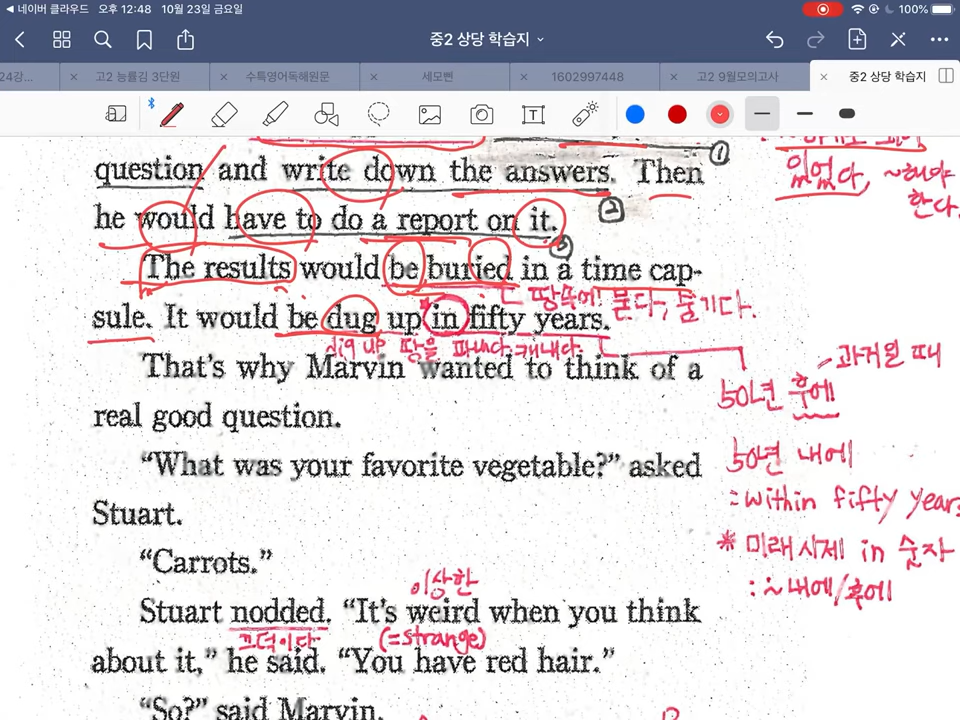 네이버 클라우드 오후 12:48 10월 23일 금요일 100%
중2 상담 학습지
24강... 고2 능률김 3단원 수특영어독해원문 세모삔 1602997448 고2 9월모의고사 중2 상담 학습지
question and write down the answers. Then
①
있었다, ~해야
한다.
he would have to do a report on it.
②
③
The results would be buried in a time cap-
땅속에! 묻다, 숨기다.
sule. It would be dug up in fifty years.
dig up 땅을 파내다. 캐내다.
과거일 때
That's why Marvin wanted to think of a
50년 후에
real good question.
"What was your favorite vegetable?" asked
50년 내에
Stuart.
=within fifty years
"Carrots."
* 미래시제 in 숫자
: ~내에/후에
이상한
Stuart nodded. "It's weird when you think
끄덕이다 (=strange)
about it," he said. "You have red hair."
"So?" said Marvin.